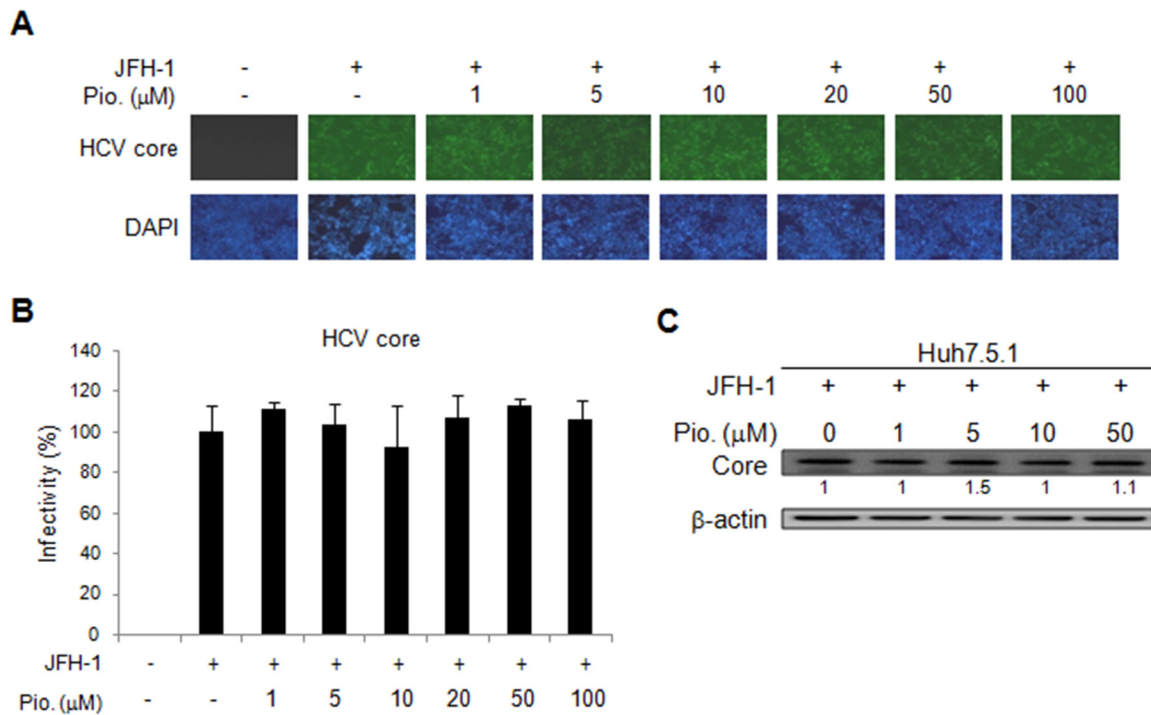 A
JFH-1 - + + + + + + +
Pio. (μM) - - 1 5 10 20 50 100
HCV core
DAPI
B
HCV core
Infectivity (%)
140
120
100
80
60
40
20
0
JFH-1 - + + + + + + +
Pio. (μM) - - 1 5 10 20 50 100
C
Huh7.5.1
JFH-1 + + + + +
Pio. (μM) 0 1 5 10 50
Core
1 1 1.5 1 1.1
β-actin